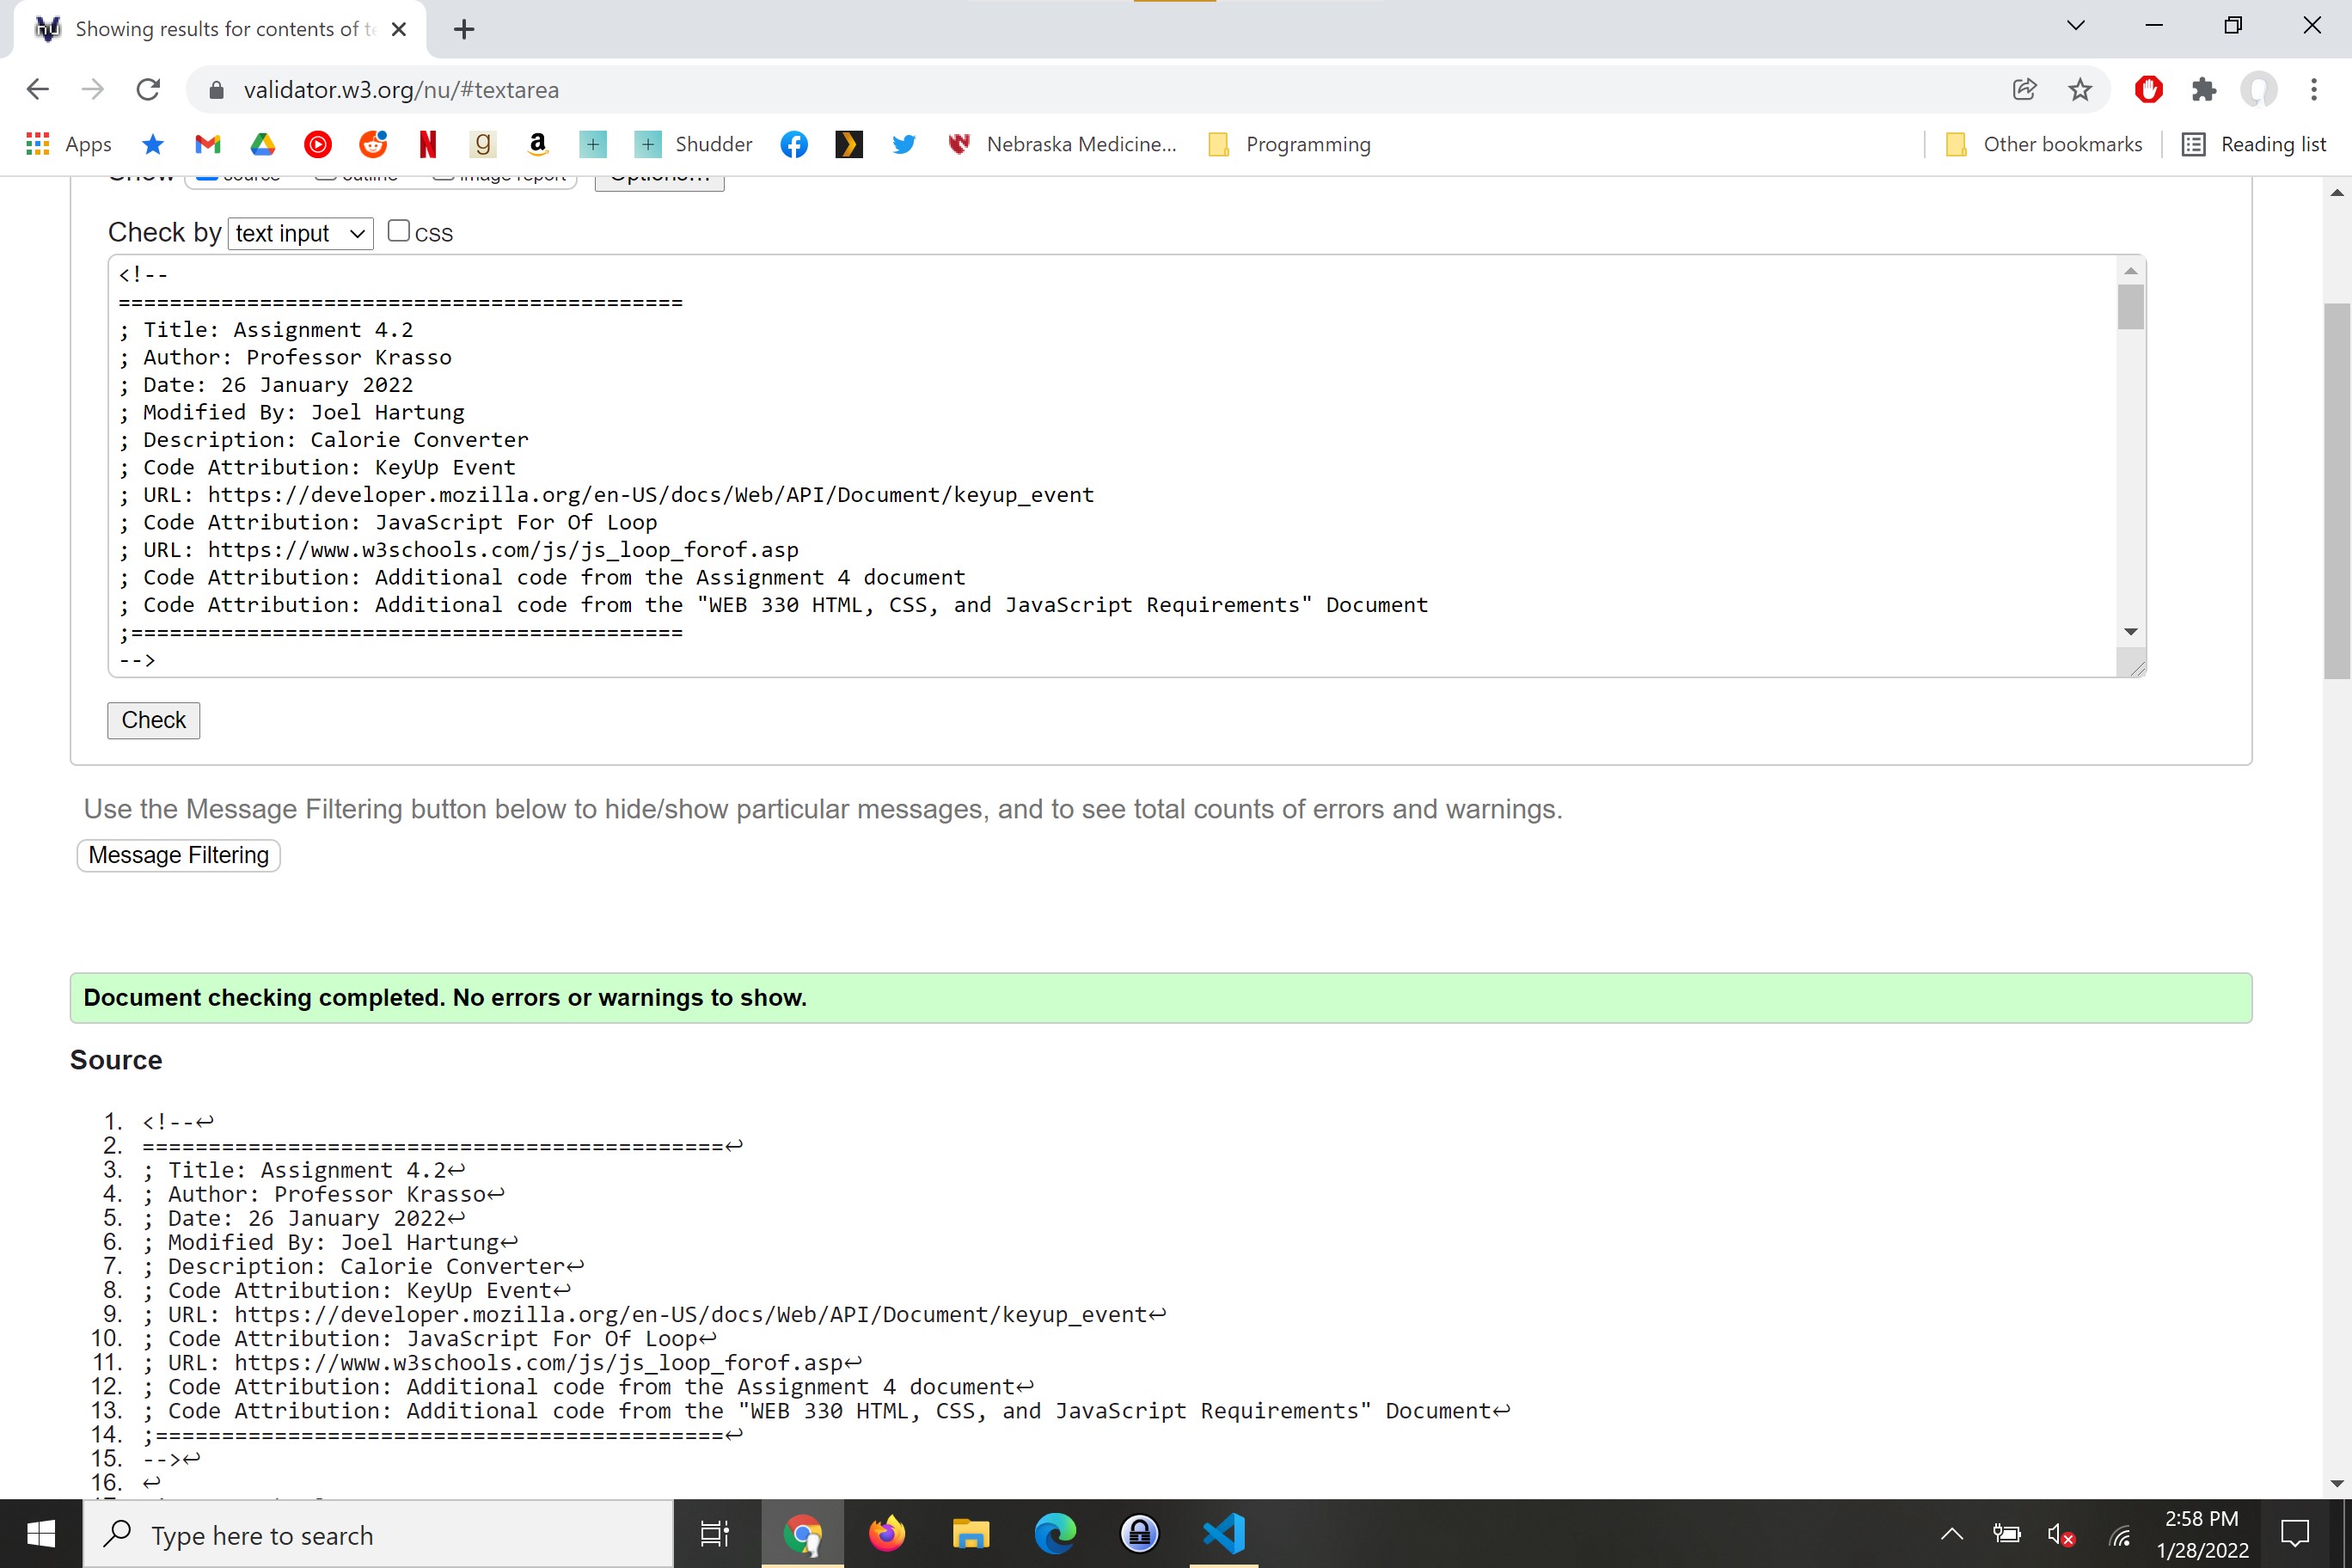 Showing results for contents of te
validator.w3.org/nu/#textarea
Apps
Shudder
Nebraska Medicine...
Programming
Other bookmarks
Reading list
Show source outline image report Options...
Check by text input css
<!--
============================================
; Title: Assignment 4.2
; Author: Professor Krasso
; Date: 26 January 2022
; Modified By: Joel Hartung
; Description: Calorie Converter
; Code Attribution: KeyUp Event
; URL: https://developer.mozilla.org/en-US/docs/Web/API/Document/keyup_event
; Code Attribution: JavaScript For Of Loop
; URL: https://www.w3schools.com/js/js_loop_forof.asp
; Code Attribution: Additional code from the Assignment 4 document
; Code Attribution: Additional code from the "WEB 330 HTML, CSS, and JavaScript Requirements" Document
;===========================================
-->
Check
Use the Message Filtering button below to hide/show particular messages, and to see total counts of errors and warnings.
Message Filtering
Document checking completed. No errors or warnings to show.
Source
1. <!--↩
2. ============================================↩
3. ; Title: Assignment 4.2↩
4. ; Author: Professor Krasso↩
5. ; Date: 26 January 2022↩
6. ; Modified By: Joel Hartung↩
7. ; Description: Calorie Converter↩
8. ; Code Attribution: KeyUp Event↩
9. ; URL: https://developer.mozilla.org/en-US/docs/Web/API/Document/keyup_event↩
10. ; Code Attribution: JavaScript For Of Loop↩
11. ; URL: https://www.w3schools.com/js/js_loop_forof.asp↩
12. ; Code Attribution: Additional code from the Assignment 4 document↩
13. ; Code Attribution: Additional code from the "WEB 330 HTML, CSS, and JavaScript Requirements" Document↩
14. ;===========================================↩
15. -->↩
16. ↩
Type here to search
2:58 PM
1/28/2022